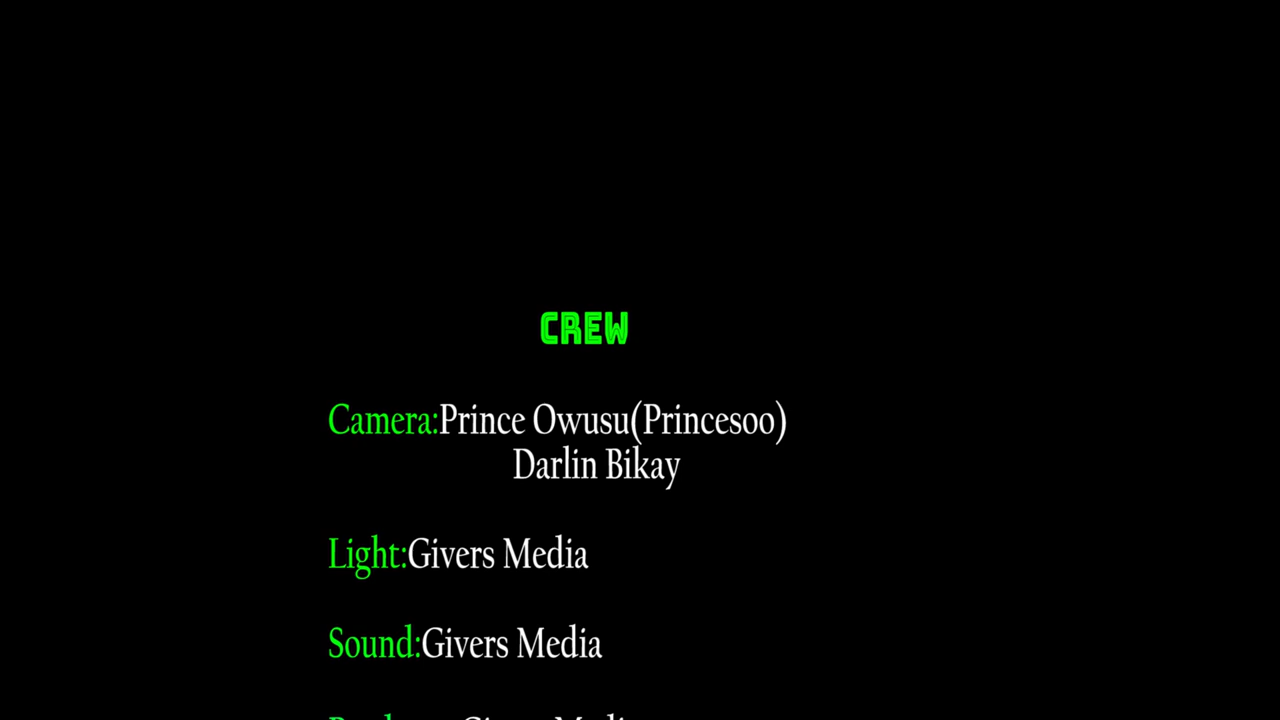 CREW
Camera:Prince Owusu(Princesoo)
Darlin Bikay
Light:Givers Media
Sound:Givers Media